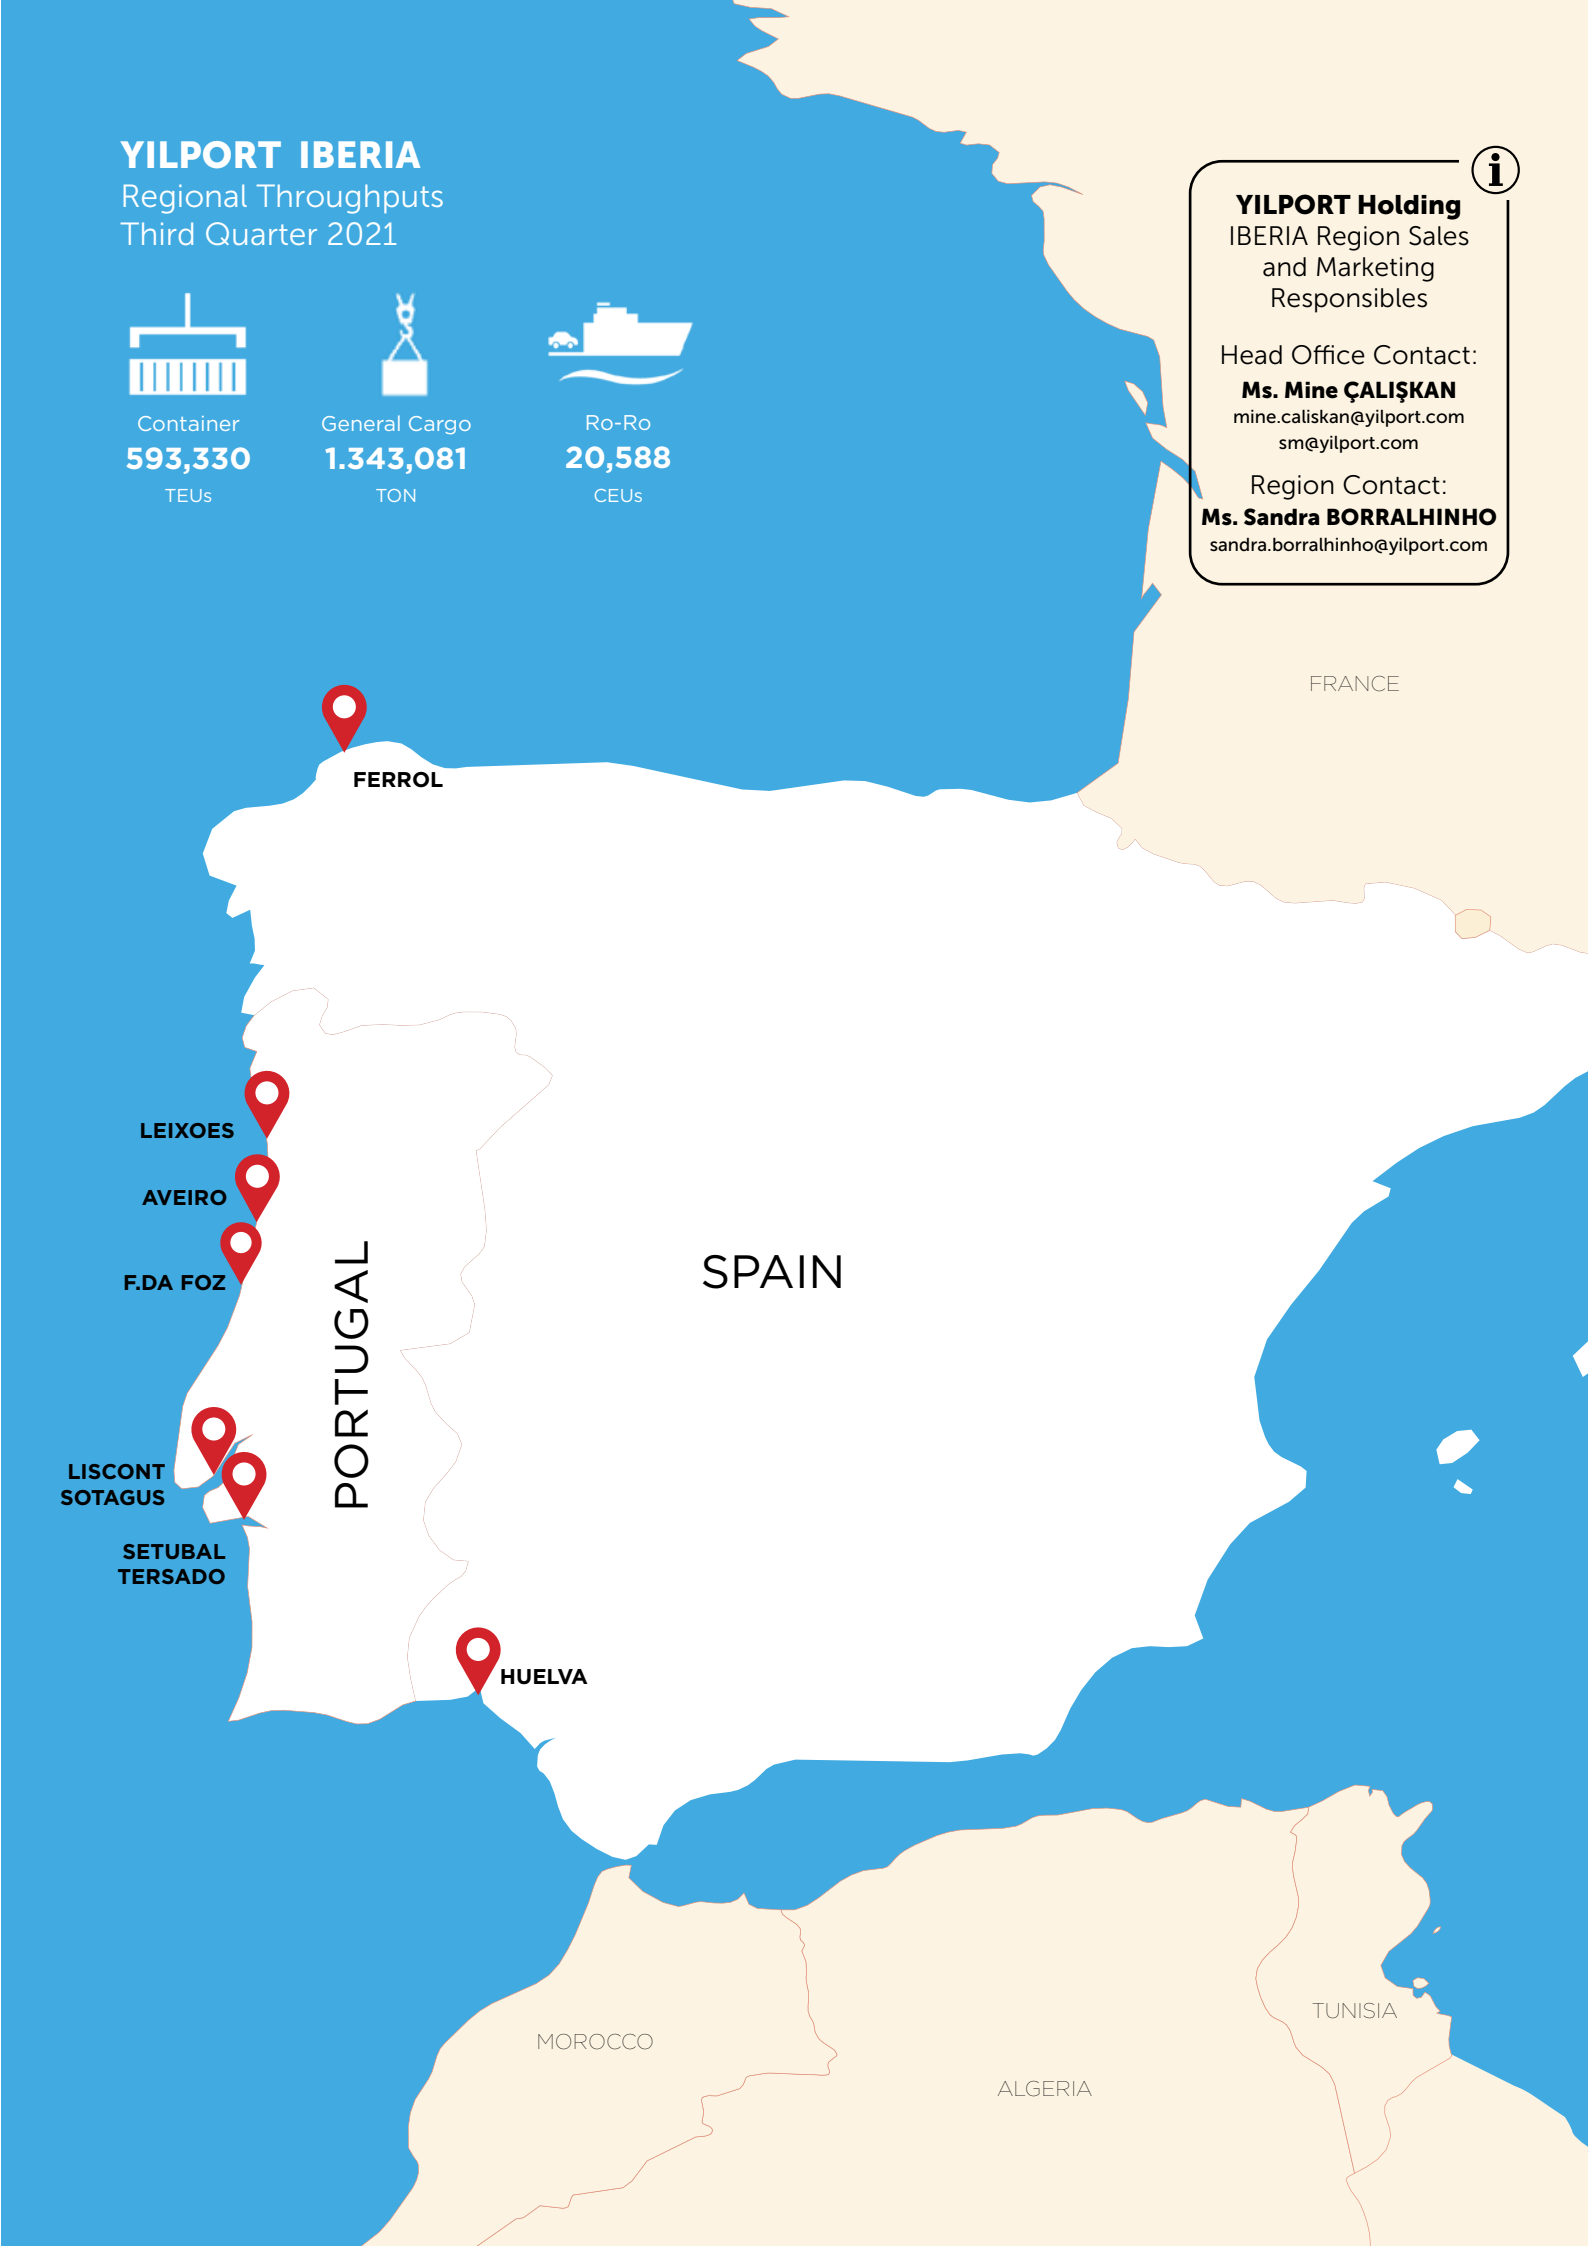 YILPORT IBERIA
Regional Throughputs
Third Quarter 2021
Container
593,330
TEUs
General Cargo
1.343,081
TON
Ro-Ro
20,588
CEUs
i
YILPORT Holding
IBERIA Region Sales
and Marketing
Responsibles
Head Office Contact:
Ms. Mine ÇALIŞKAN
mine.caliskan@yilport.com
sm@yilport.com
Region Contact:
Ms. Sandra BORRALHINHO
sandra.borralhinho@yilport.com
FRANCE
FERROL
LEIXOES
AVEIRO
F.DA FOZ
PORTUGAL
SPAIN
LISCONT
SOTAGUS
SETUBAL
TERSADO
HUELVA
MOROCCO
ALGERIA
TUNISIA